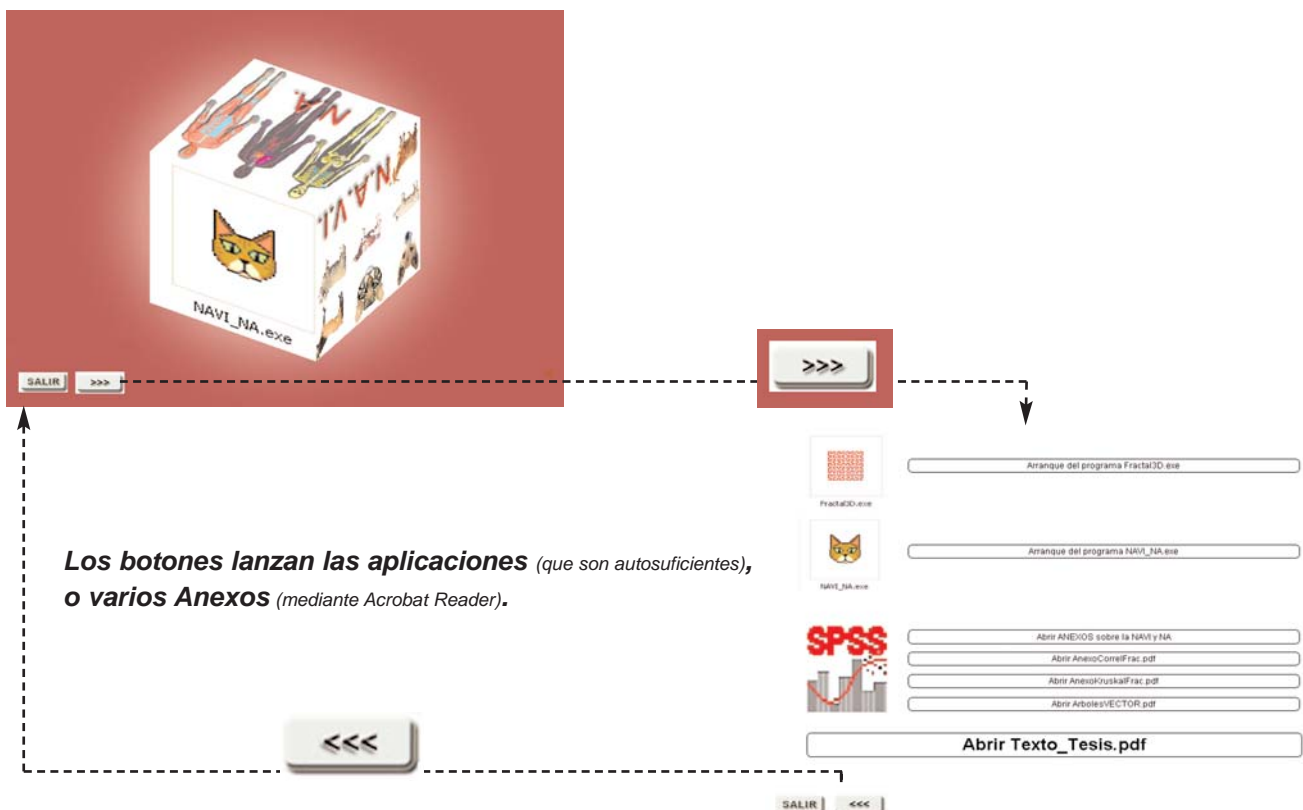 N.A.
N.A.V.I.
NAVI_NA.exe
SALIR
>>>
>>>
Fractal3D.exe
Arranque del programa Fractal3D.exe
NAVI_NA.exe
Arranque del programa NAVI_NA.exe
Los botones lanzan las aplicaciones (que son autosuficientes),
o varios Anexos (mediante Acrobat Reader).
SPSS
Abrir ANEXOS sobre la NAVI y NA
Abrir AnexoCorrelFrac.pdf
Abrir AnexoKruskalFrac.pdf
Abrir ArbolesVECTOR.pdf
Abrir Texto_Tesis.pdf
<<<
SALIR
<<<